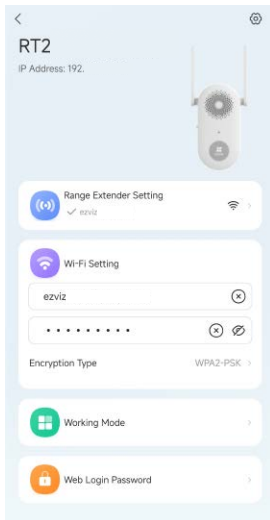 RT2
IP Address: 192.
Range Extender Setting
ezviz
Wi-Fi Setting
ezviz
Encryption Type WPA2-PSK
Working Mode
Web Login Password